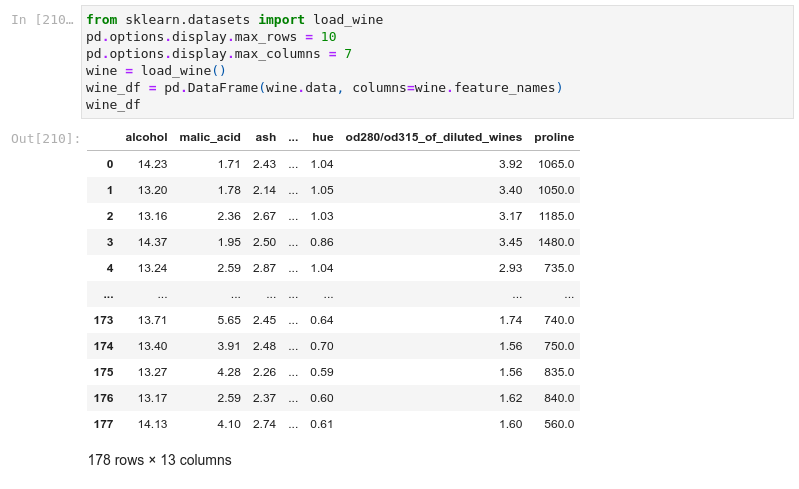 In [210…
from sklearn.datasets import load_wine
pd.options.display.max_rows = 10
pd.options.display.max_columns = 7
wine = load_wine()
wine_df = pd.DataFrame(wine.data, columns=wine.feature_names)
wine_df
Out[210]:
alcohol malic_acid ash ... hue od280/od315_of_diluted_wines proline
0 14.23 1.71 2.43 ... 1.04 3.92 1065.0
1 13.20 1.78 2.14 ... 1.05 3.40 1050.0
2 13.16 2.36 2.67 ... 1.03 3.17 1185.0
3 14.37 1.95 2.50 ... 0.86 3.45 1480.0
4 13.24 2.59 2.87 ... 1.04 2.93 735.0
... ... ... ... ... ... ... ...
173 13.71 5.65 2.45 ... 0.64 1.74 740.0
174 13.40 3.91 2.48 ... 0.70 1.56 750.0
175 13.27 4.28 2.26 ... 0.59 1.56 835.0
176 13.17 2.59 2.37 ... 0.60 1.62 840.0
177 14.13 4.10 2.74 ... 0.61 1.60 560.0
178 rows × 13 columns